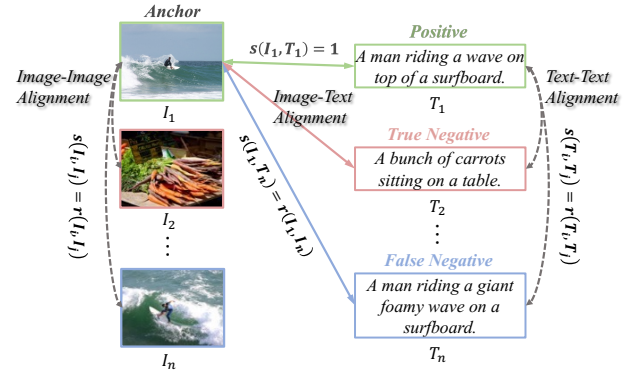 Anchor
Positive
s(I₁, T₁) = 1
A man riding a wave on
top of a surfboard.
Image-Image
Alignment
Text-Text
Alignment
I₁
T₁
Image-Text
Alignment
True Negative
A bunch of carrots
sitting on a table.
s(Iᵢ, Iⱼ) = r(Iᵢ, Iⱼ)
s(I₁, Tₙ) = r(I₁, Iₙ)
s(Tᵢ, Tⱼ) = r(Tᵢ, Tⱼ)
I₂
T₂
False Negative
A man riding a giant
foamy wave on a
surfboard.
Iₙ
Tₙ